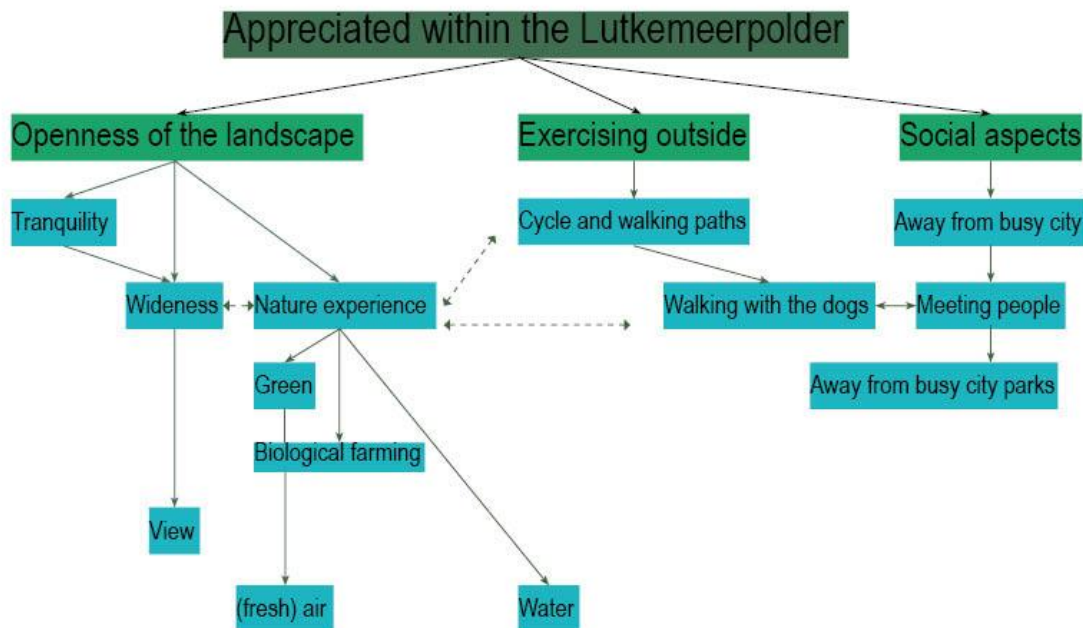 Appreciated within the Lutkemeerpolder
Openness of the landscape
Exercising outside
Social aspects
Tranquility
Cycle and walking paths
Away from busy city
Wideness
Nature experience
Walking with the dogs
Meeting people
Green
Away from busy city parks
Biological farming
View
(fresh) air
Water